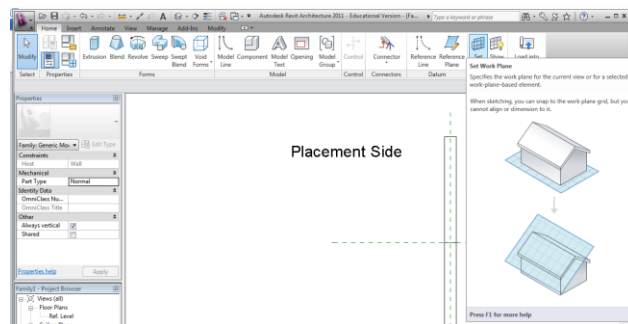 Autodesk Revit Architecture 2011 - Educational Version - [Fa...
Type a keyword or phrase
Home Insert Annotate View Manage Add-Ins Modify
Modify Extrusion Blend Revolve Sweep Swept Blend Void Forms Model Line Component Model Text Opening Model Group Control Connector Reference Line Reference Plane Set Show Load into
Select Properties Forms Model Control Connectors Datum
Set Work Plane
Specifies the work plane for the current view or for a selected
work-plane-based element.
When sketching, you can snap to the work plane grid, but you
cannot align or dimension to it.
Press F1 for more help
Placement Side
Properties
Family: Generic Mo
Edit Type
Constraints
Host Wall
Mechanical
Part Type Normal
Identity Data
OmniClass Nu...
OmniClass Title
Other
Always vertical
Shared
Properties help Apply
Family1 - Project Browser
Views (all)
Floor Plans
Ref. Level